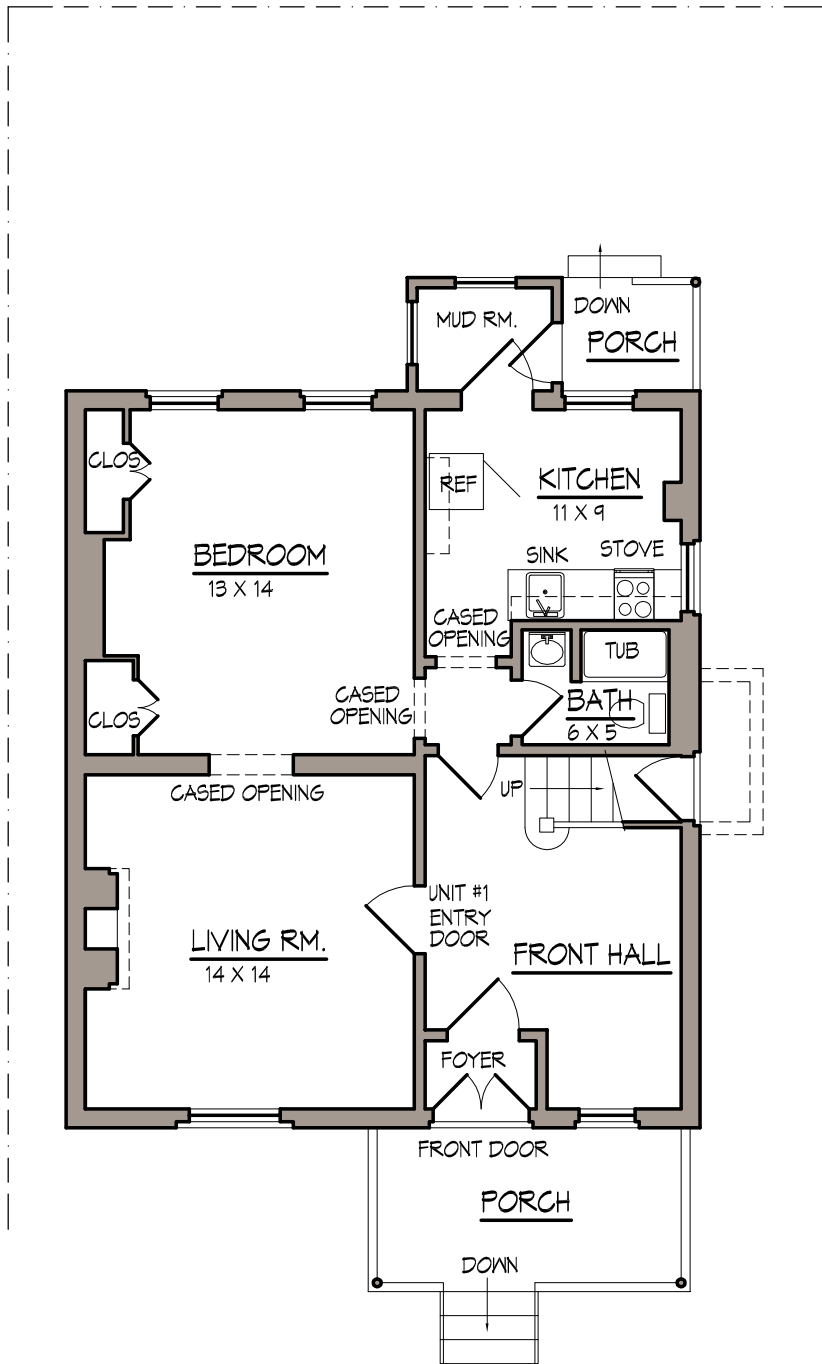 DOWN
MUD RM.
PORCH
CLOS
REF
KITCHEN
11 X 9
BEDROOM
13 X 14
SINK
STOVE
CASED
OPENING
TUB
CASED
OPENING
BATH
6 X 5
CLOS
CASED OPENING
UP
UNIT #1
ENTRY
DOOR
LIVING RM.
14 X 14
FRONT HALL
FOYER
FRONT DOOR
PORCH
DOWN